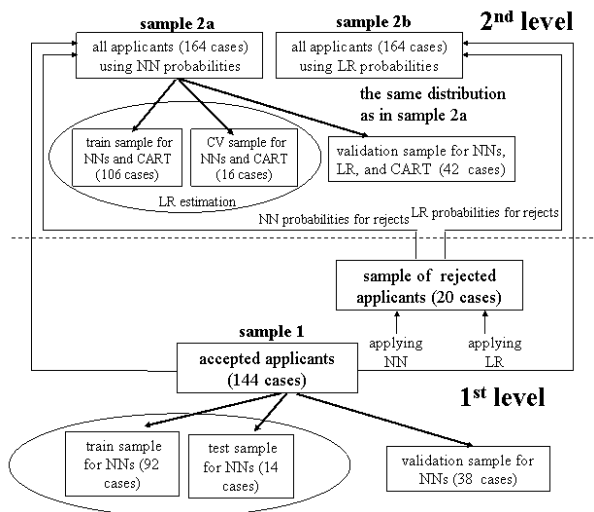 sample 2a
sample 2b
2nd level
all applicants (164 cases)
using NN probabilities
all applicants (164 cases)
using LR probabilities
the same distribution
as in sample 2a
train sample for
NNs and CART
(106 cases)
CV sample for
NNs and CART
(16 cases)
validation sample for NNs,
LR, and CART (42 cases)
LR estimation
NN probabilities for rejects
LR probabilities for rejects
sample of rejected
applicants (20 cases)
sample 1
applying
NN
applying
LR
accepted applicants
(144 cases)
1st level
train sample
for NNs (92
cases)
test sample
for NNs (14
cases)
validation sample for
NNs (38 cases)